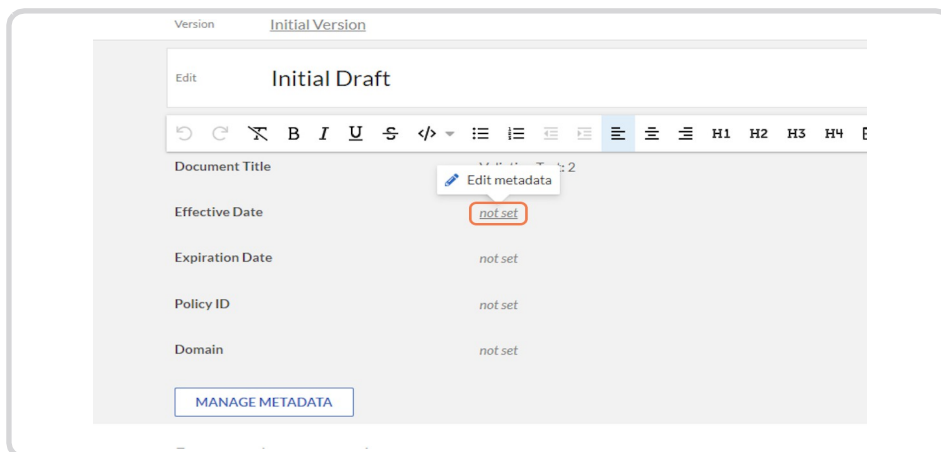 Version Initial Version
Edit Initial Draft
B I U S </> H1 H2 H3 H4
Document Title : 2
Edit metadata
Effective Date not set
Expiration Date not set
Policy ID not set
Domain not set
MANAGE METADATA